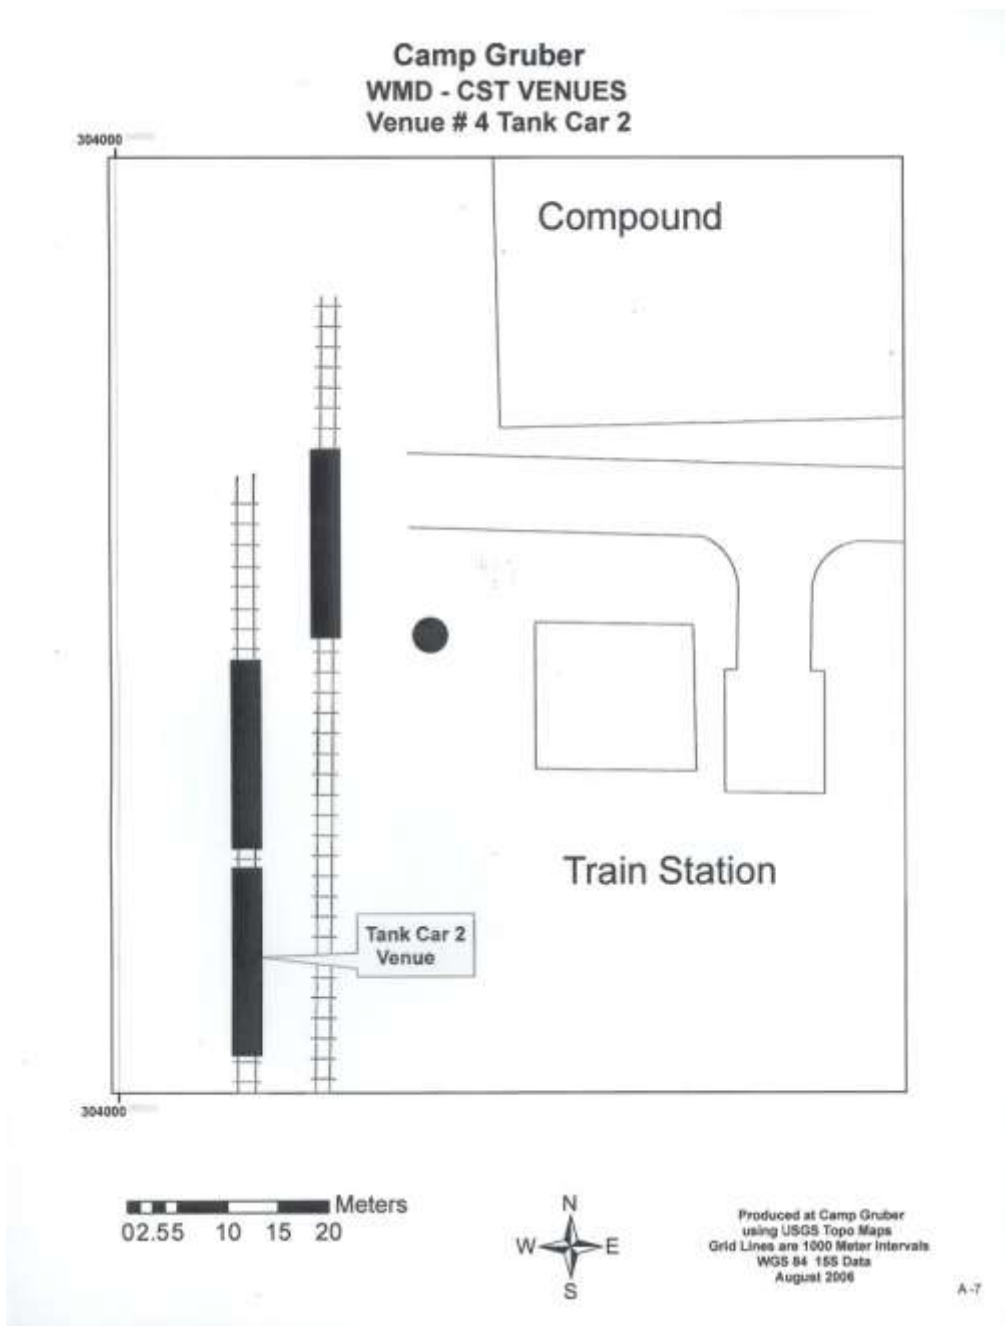 Camp Gruber
WMD - CST VENUES
Venue # 4 Tank Car 2
304000
Compound
Train Station
Tank Car 2
Venue
304000
Meters
02.55 10 15 20
N
W E
S
Produced at Camp Gruber
using USGS Topo Maps
Grid Lines are 1000 Meter Intervals
WGS 84 15S Data
August 2006
A-7